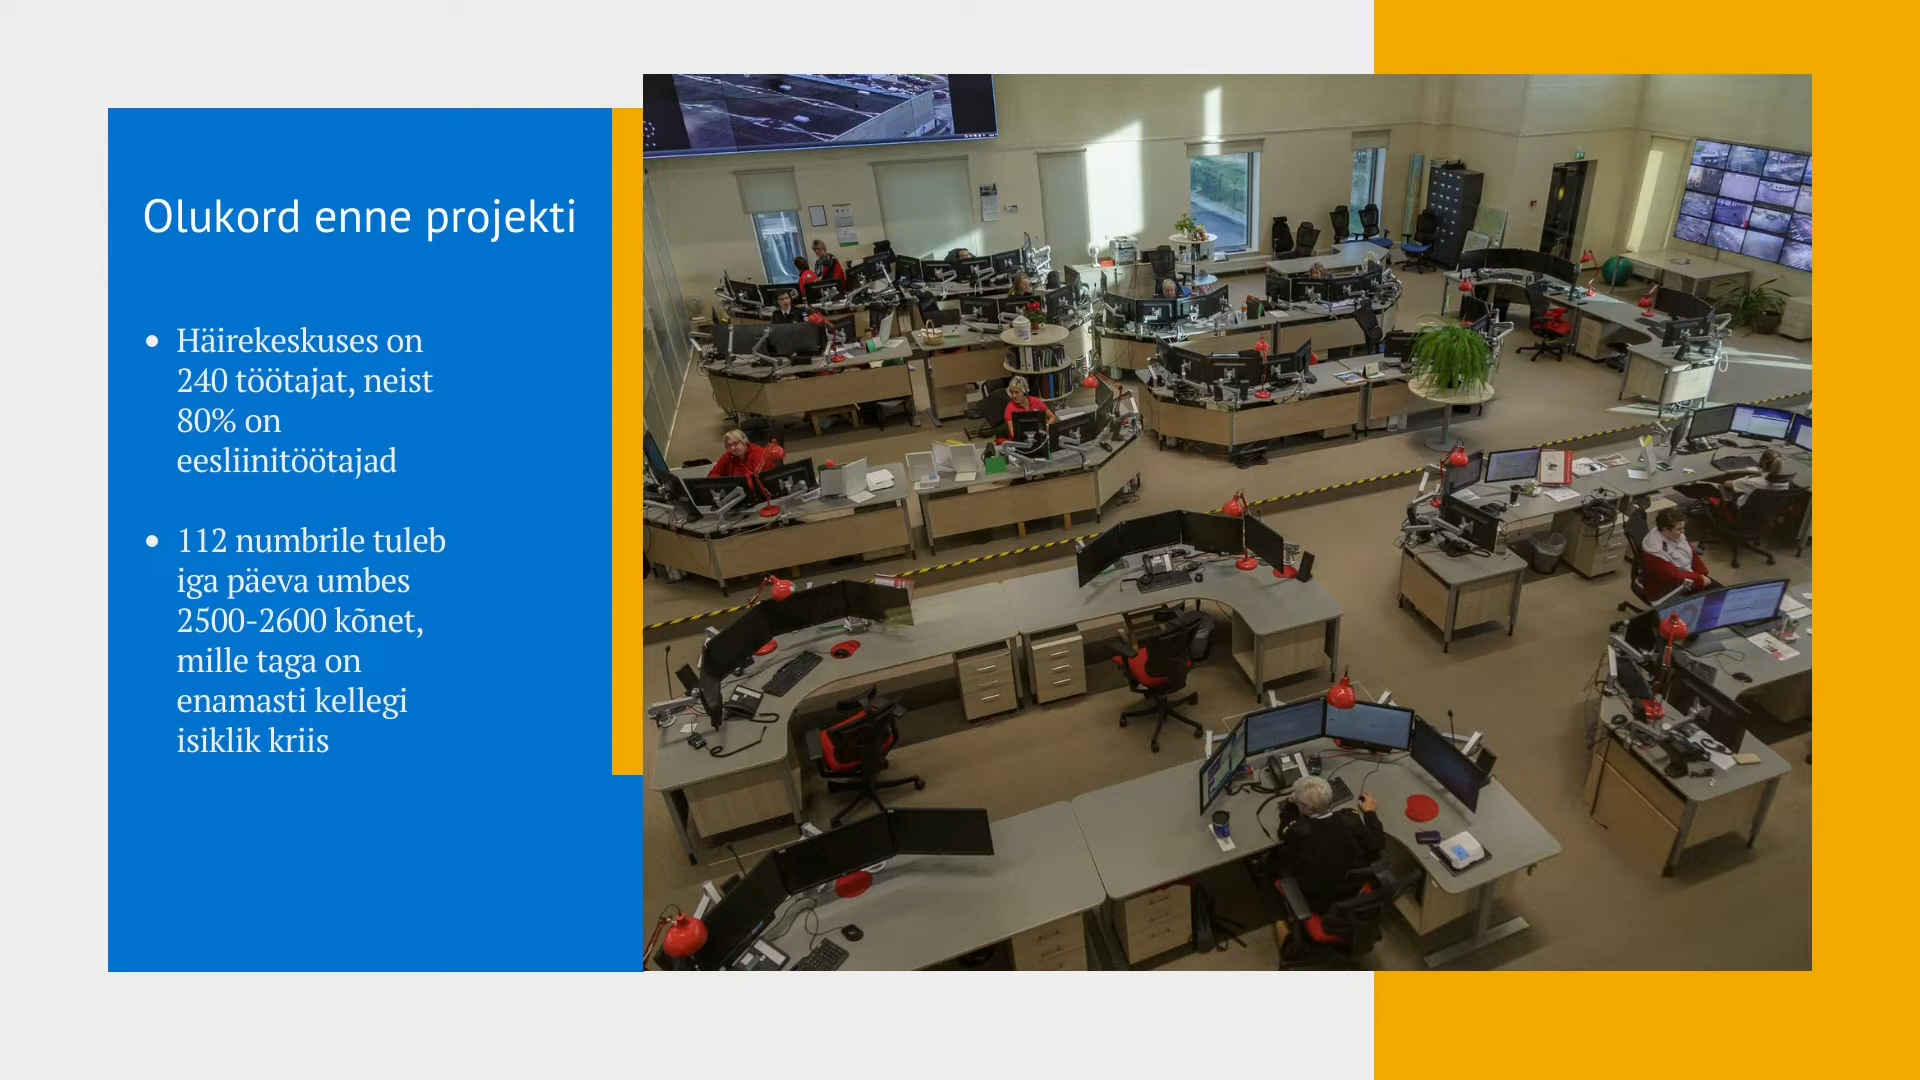 Olukord enne projekti
• Häirekeskuses on
240 töötajat, neist
80% on
eesliinitöötajad
• 112 numbrile tuleb
iga päeva umbes
2500-2600 kõnet,
mille taga on
enamasti kellegi
isiklik kriis